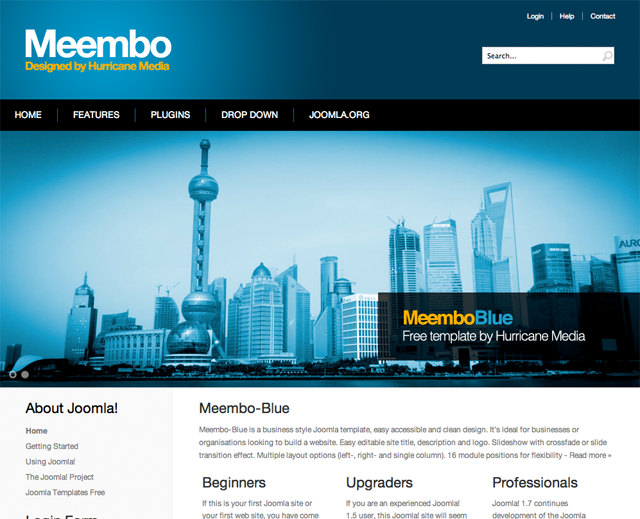 Login | Help | Contact
Meembo
Designed by Hurricane Media
Search...
HOME | FEATURES | PLUGINS | DROP DOWN | JOOMLA.ORG
MeemboBlue
Free template by Hurricane Media
About Joomla!
Home
Getting Started
Using Joomla!
The Joomla! Project
Joomla Templates Free
Login Form
Meembo-Blue
Meembo-Blue is a business style Joomla template, easy accessible and clean design. It's ideal for businesses or
organisations looking to build a website. Easy editable site title, description and logo. Slideshow with crossfade or slide
transition effect. Multiple layout options (left-, right- and single column). 16 module positions for flexibility - Read more »
Beginners
If this is your first Joomla site or
your first web site, you have come
Upgraders
If you are an experienced Joomla!
1.5 user, this Joomla site will seem
Professionals
Joomla! 1.7 continues
development of the Joomla